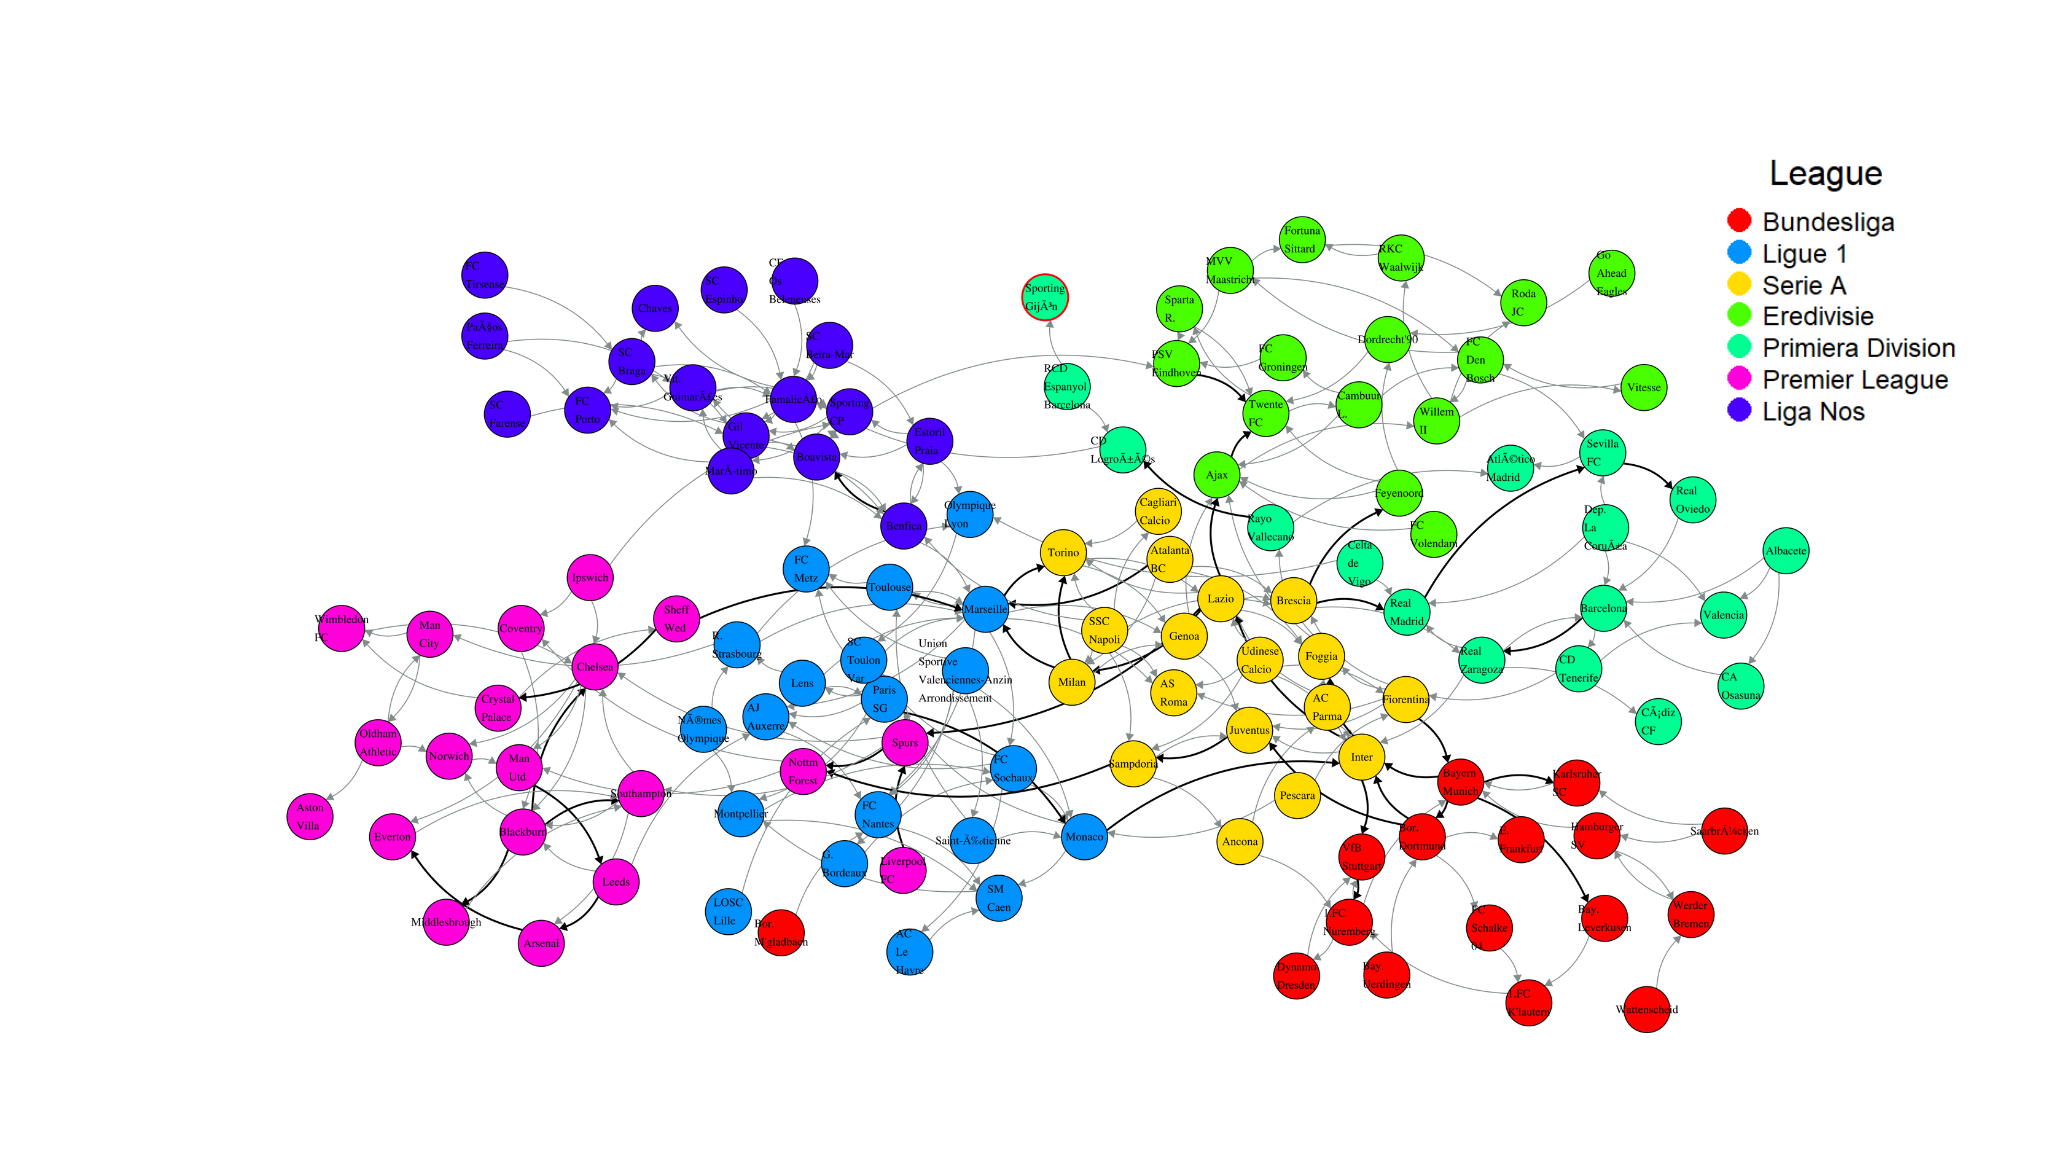 League
Bundesliga
Ligue 1
Serie A
Eredivisie
Primiera Division
Premier League
Liga Nos
Fortuna
Sittard
RKC
Waalwijk
Go
Ahead
Eagles
MVV
Maastricht
Roda
JC
Sparta
R.
Dordrecht'90
FC
Den
Bosch
PSV
Eindhoven
FC
Groningen
Vitesse
Cambuur
L.
Twente
FC
Willem
II
Ajax
Feyenoord
FC
Volendam
FC
Tirsense
CF
Os
Belenenses
SC
Espinho
Chaves
PaÃ§os
Ferreira
SC
Beira-Mar
SC
Braga
Vit.
GuimarÃ£es
SC
Farense
FC
Porto
Sporting
CP
Gil
Vicente
Estoril
Praia
Boavista
MarÃ­timo
Benfica
Sporting
GijÃ³n
RCD
Espanyol
Barcelona
CD
AtlÃ©tico
Madrid
Sevilla
FC
Real
Oviedo
Rayo
Vallecano
Dep.
La
CoruÃ±a
Albacete
Celta
de
Vigo
Real
Madrid
Barcelona
Valencia
Real
Zaragoza
CD
Tenerife
CA
Osasuna
CÃ¡diz
CF
Olympique
Lyon
FC
Metz
Toulouse
Marseille
R.
Strasbourg
SC
Toulon
Var
Union
Sportive
Valenciennes-Anzin
Arrondissement
Lens
Paris
SG
AJ
Auxerre
NÃ®mes
Olympique
FC
Sochaux
Montpellier
FC
Nantes
Saint-Ã‰tienne
Monaco
G.
Bordeaux
SM
Caen
LOSC
Lille
AC
Le
Havre
Cagliari
Calcio
Torino
Atalanta
BC
Lazio
Brescia
SSC
Napoli
Genoa
Udinese
Calcio
Foggia
Milan
AS
Roma
AC
Parma
Fiorentina
Juventus
Sampdoria
Inter
Pescara
Ancona
Ipswich
Wimbledon
FC
Man
City
Coventry
Sheff
Wed
Chelsea
Crystal
Palace
Oldham
Athletic
Norwich
Man
Utd
Spurs
Nottm
Forest
Southampton
Aston
Villa
Everton
Blackburn
Liverpool
FC
Leeds
Middlesbrough
Arsenal
Bayern
Munich
Karlsruher
SC
Bor.
Dortmund
E.
Frankfurt
Hamburger
SV
SaarbrÃ¼cken
VfB
Stuttgart
Bor.
M'gladbach
1.FC
Nuremberg
FC
Schalke
04
Bay.
Leverkusen
Werder
Bremen
Dynamo
Dresden
Bay.
Uerdingen
1.FC
K'lautern
Wattenscheid